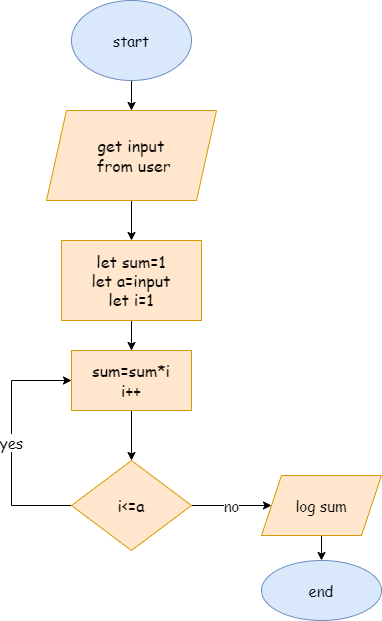 start
get input
from user
let sum=1
let a=input
let i=1
sum=sum*i
i++
yes
i<=a
no
log sum
end